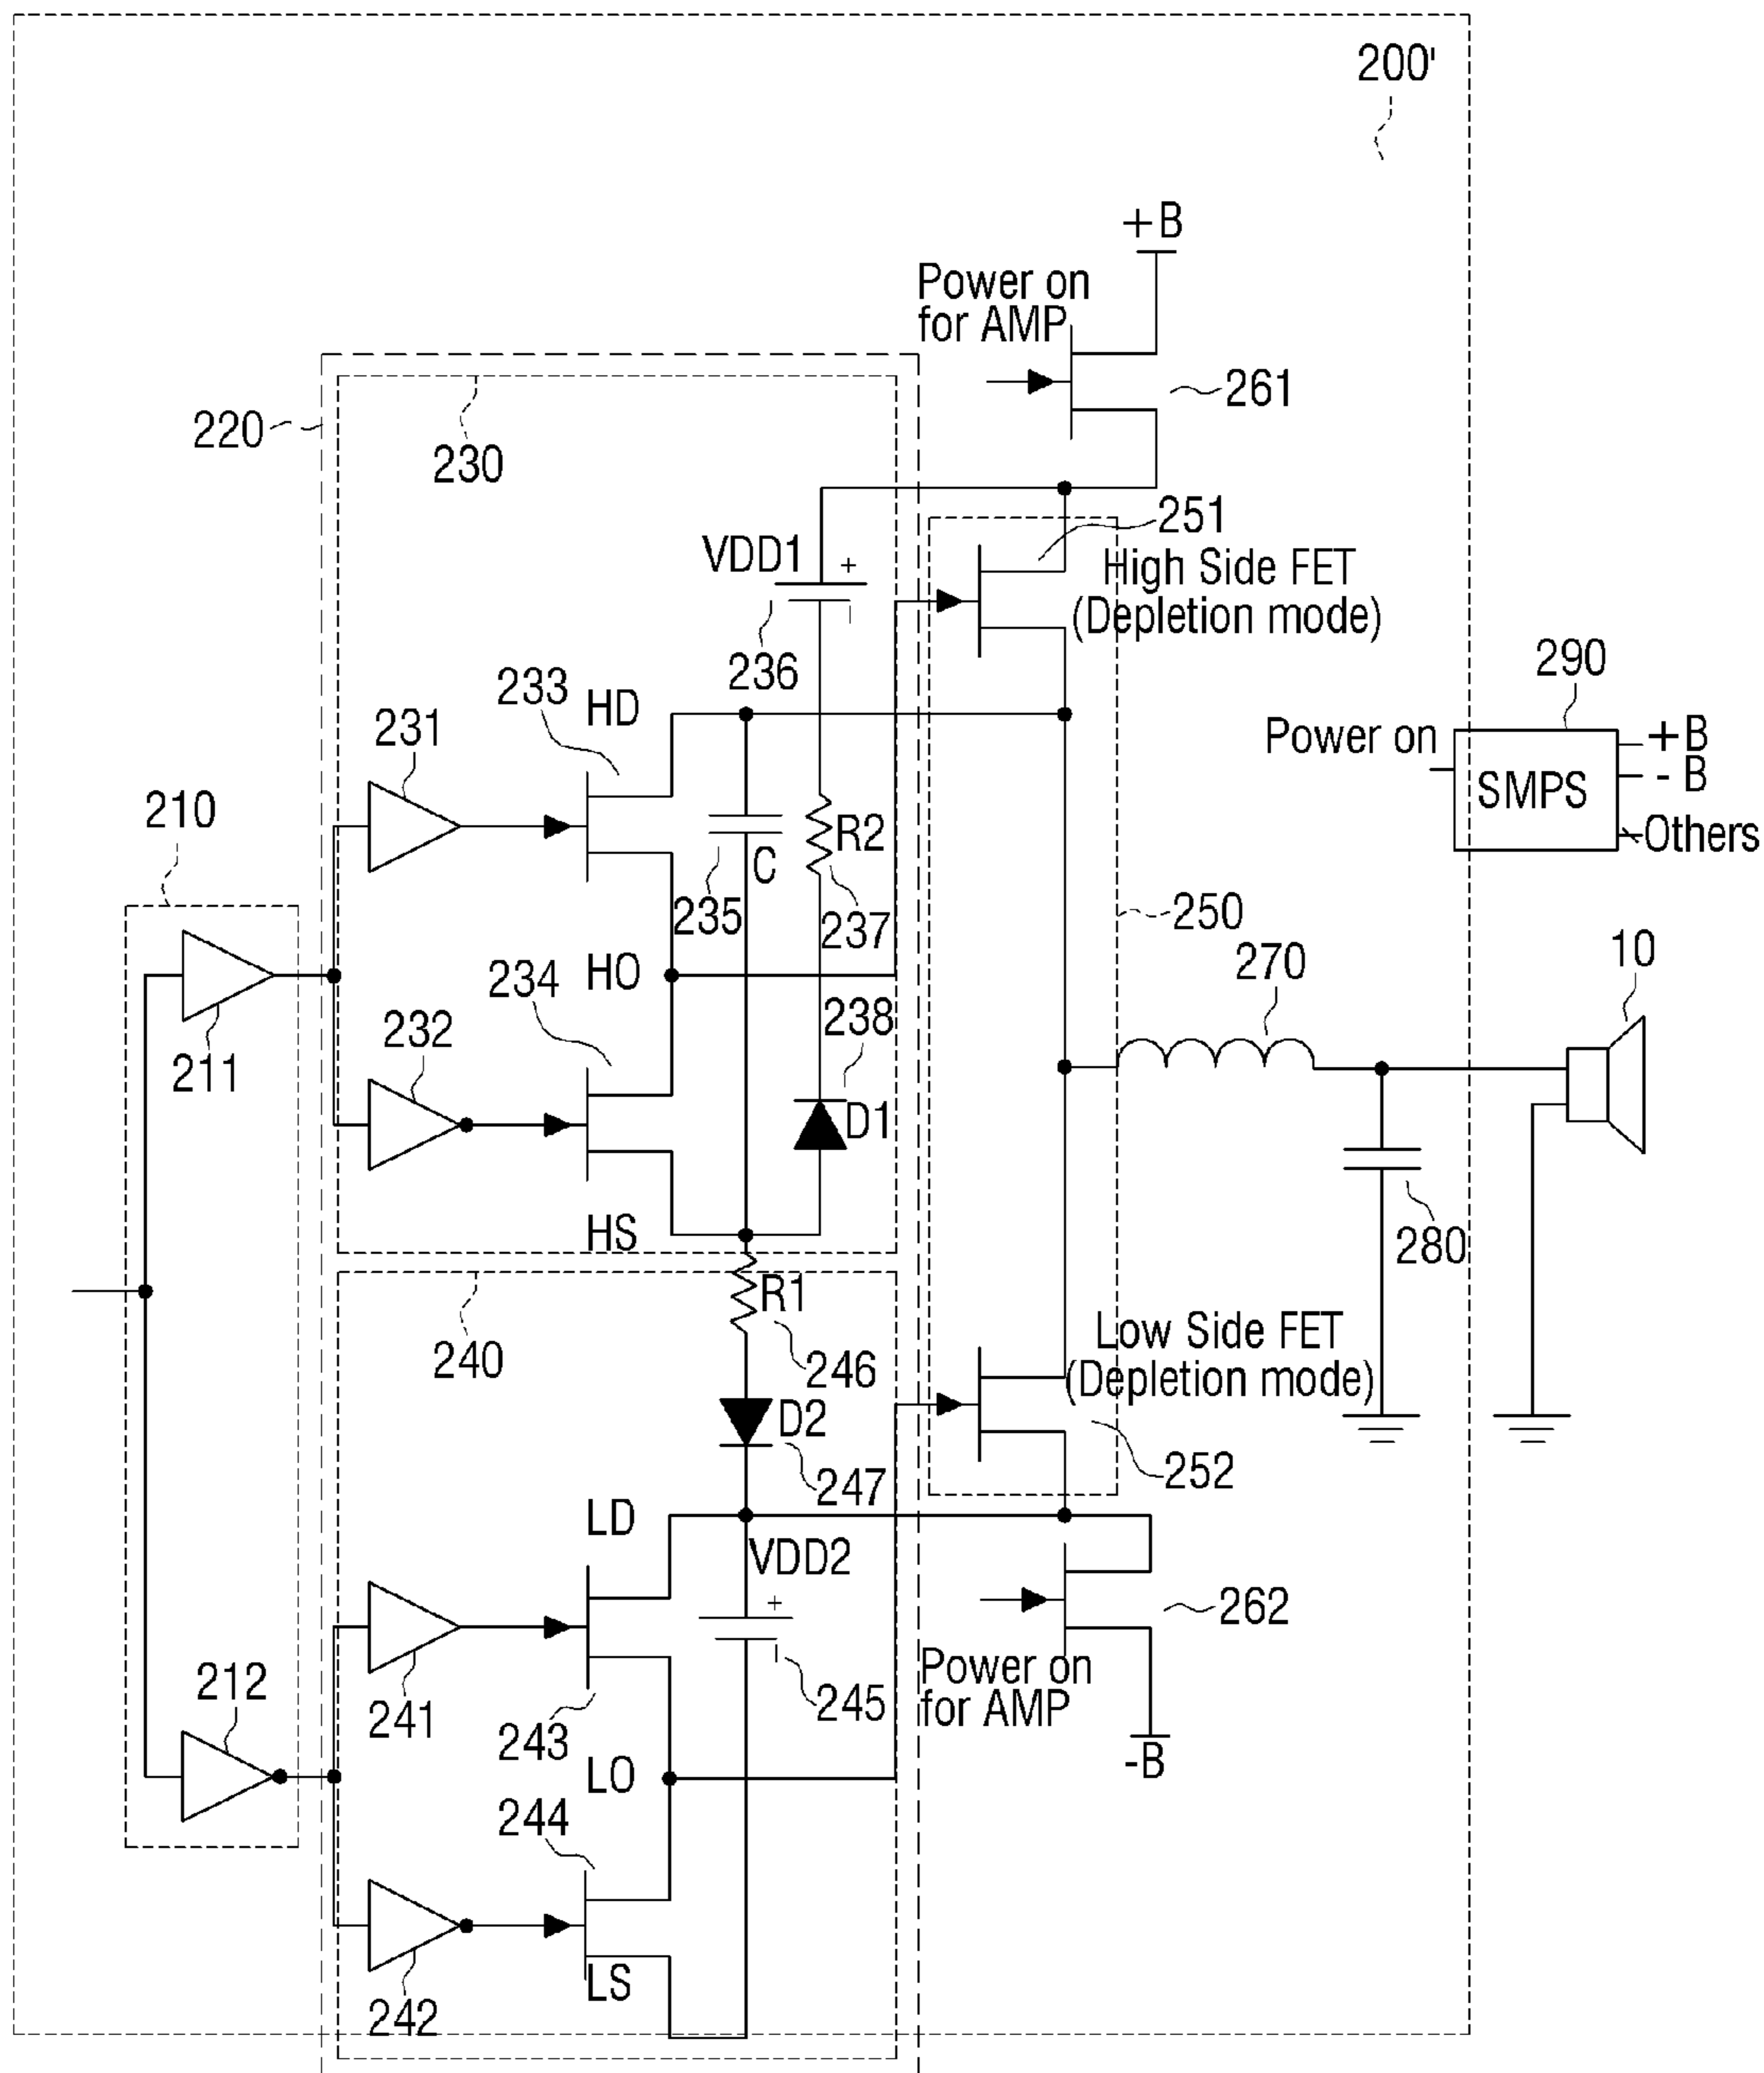 200'
+B
Power on
for AMP
261
220
230
251
VDD1
+
High Side FET
(Depletion mode)
236
290
233
HD
Power on
+B
- B
SMPS
Others
231
210
R2
C
235
237
250
10
270
234
HO
238
232
211
D1
HS
280
R1
240
246
Low Side FET
(Depletion mode)
D2
247
252
LD
VDD2
+
262
212
241
243
245
Power on
for AMP
LO
-B
244
LS
242